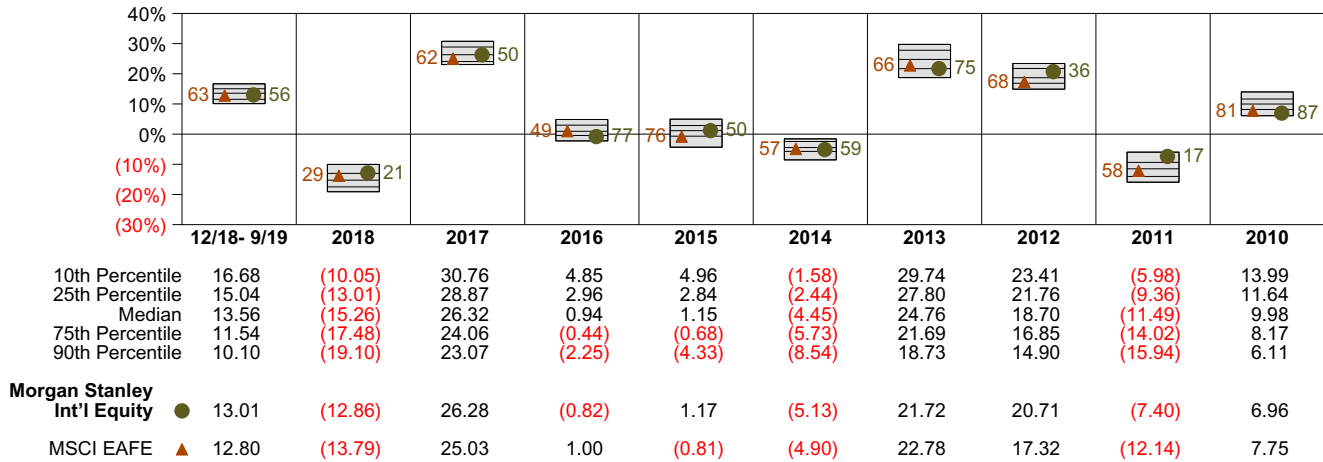 40%
30%
20%
10%
0%
(10%)
(20%)
(30%)
63 56
29 21
62 50
49 77
76 50
57 59
66 75
68 36
58 17
81 87
12/18- 9/19 2018 2017 2016 2015 2014 2013 2012 2011 2010
10th Percentile 16.68 (10.05) 30.76 4.85 4.96 (1.58) 29.74 23.41 (5.98) 13.99
25th Percentile 15.04 (13.01) 28.87 2.96 2.84 (2.44) 27.80 21.76 (9.36) 11.64
Median 13.56 (15.26) 26.32 0.94 1.15 (4.45) 24.76 18.70 (11.49) 9.98
75th Percentile 11.54 (17.48) 24.06 (0.44) (0.68) (5.73) 21.69 16.85 (14.02) 8.17
90th Percentile 10.10 (19.10) 23.07 (2.25) (4.33) (8.54) 18.73 14.90 (15.94) 6.11
Morgan Stanley
Int'l Equity 13.01 (12.86) 26.28 (0.82) 1.17 (5.13) 21.72 20.71 (7.40) 6.96
MSCI EAFE 12.80 (13.79) 25.03 1.00 (0.81) (4.90) 22.78 17.32 (12.14) 7.75